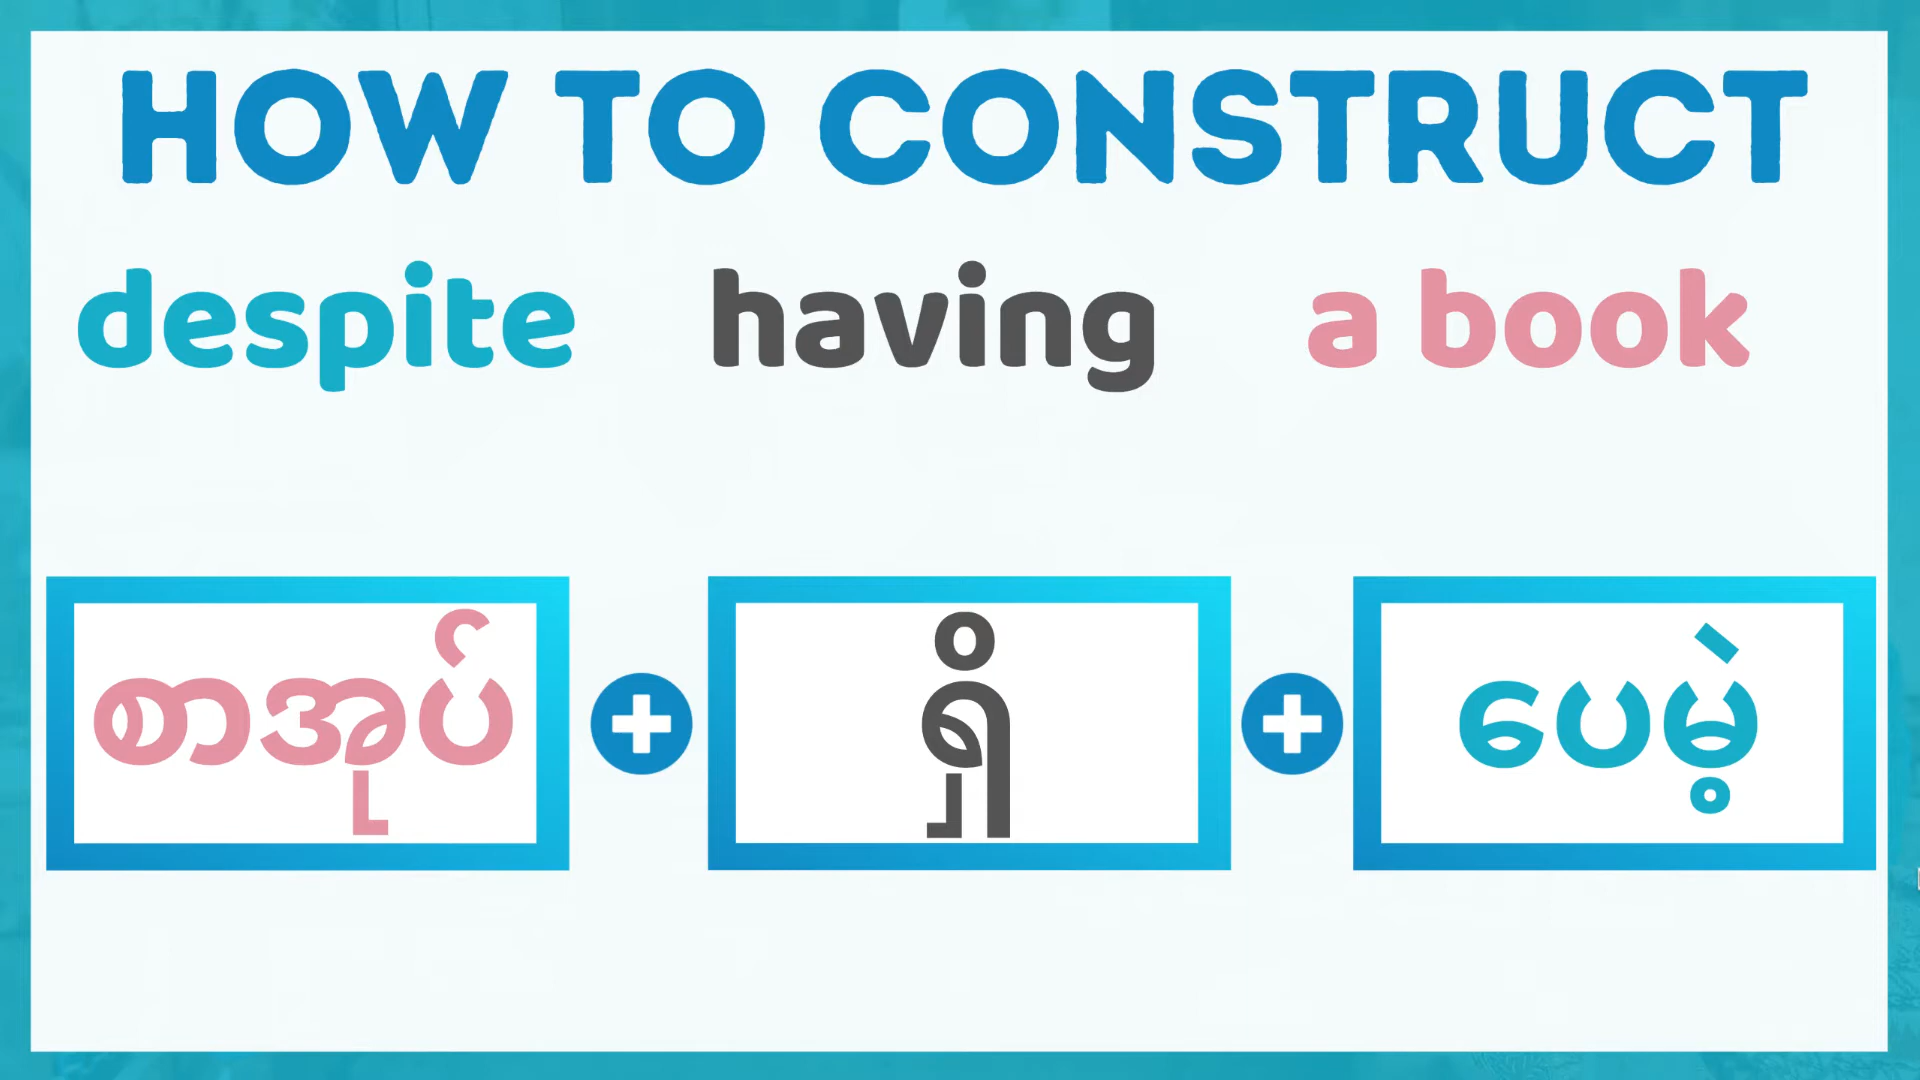 HOW TO CONSTRUCT
despite having a book
စာအုပ် + ရှိ + ပေမဲ့